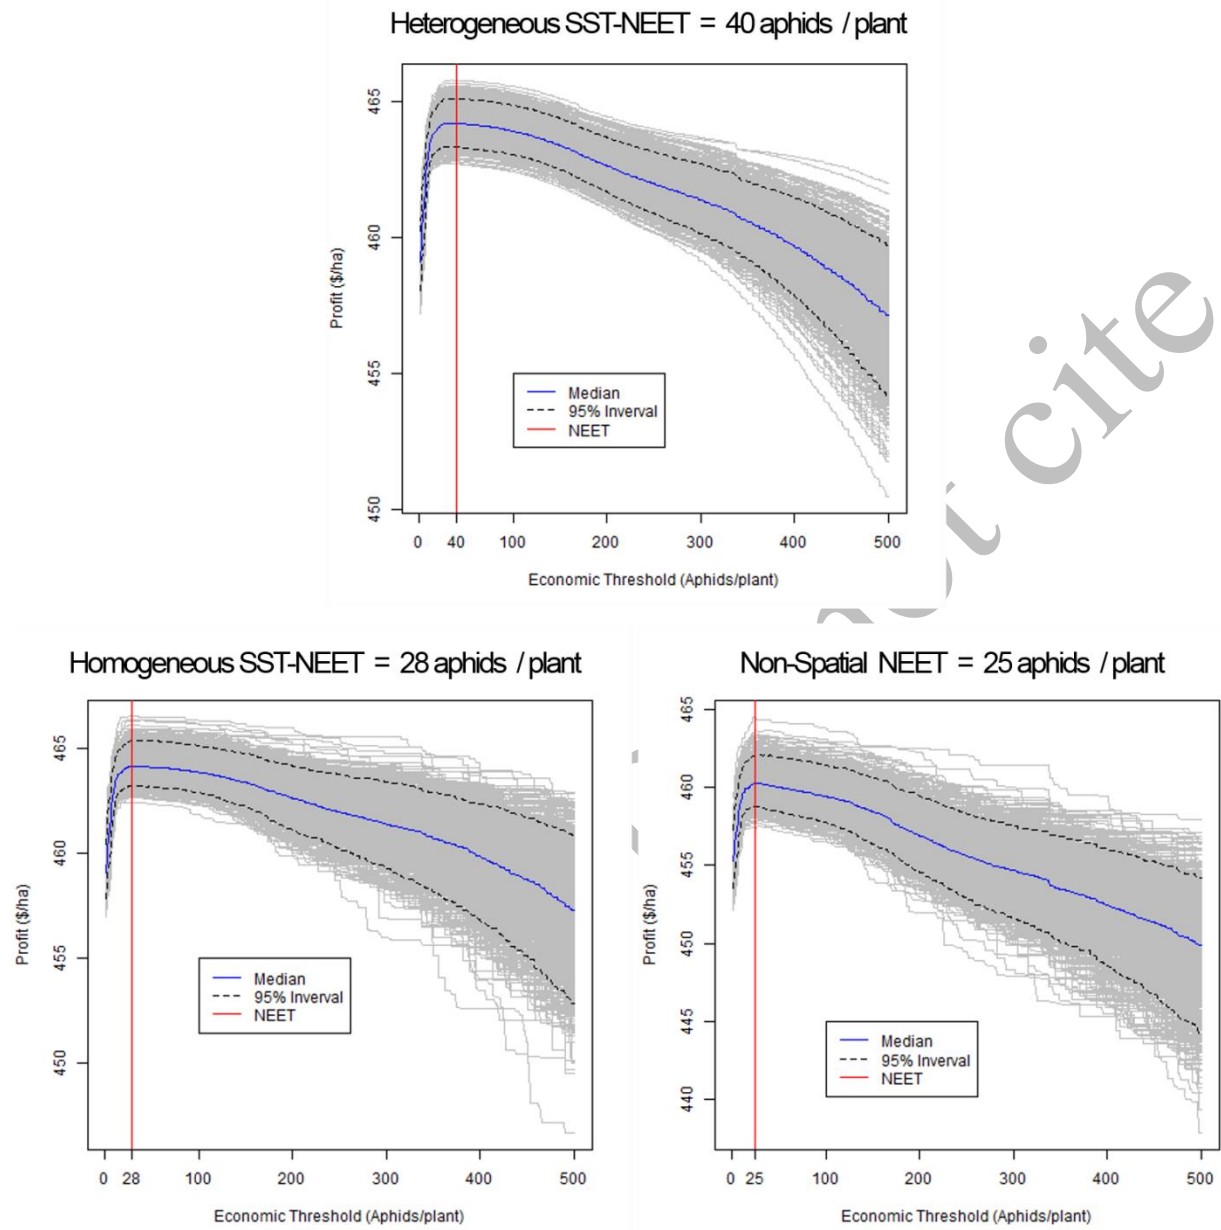 Heterogeneous SST-NEET = 40 aphids / plant
465
460
455
450
Profit ($/ha)
Median
95% Inverval
NEET
0 40 100 200 300 400 500
Economic Threshold (Aphids/plant)
cite
Homogeneous SST-NEET = 28 aphids / plant
465
460
455
450
Profit ($/ha)
Median
95% Inverval
NEET
0 28 100 200 300 400 500
Economic Threshold (Aphids/plant)
Non-Spatial NEET = 25 aphids / plant
465
460
455
450
445
440
Profit ($/ha)
Median
95% Inverval
NEET
0 25 100 200 300 400 500
Economic Threshold (Aphids/plant)